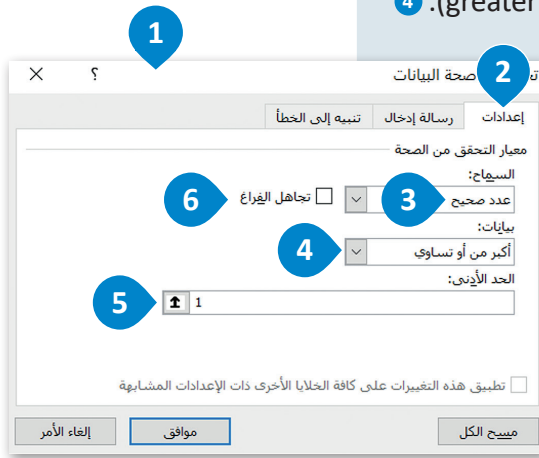 4 .(greater
1
صحة البيانات
2
؟
إعدادات
رسالة إدخال
تنبيه إلى الخطأ
معيار التحقق من الصحة
السماح:
عدد صحيح
3
تجاهل الفراغ
6
بيانات:
أكبر من أو تساوي
4
الحد الأدنى:
1
5
تطبيق هذه التغييرات على كافة الخلايا الأخرى ذات الإعدادات المشابهة
مسح الكل
موافق
إلغاء الأمر